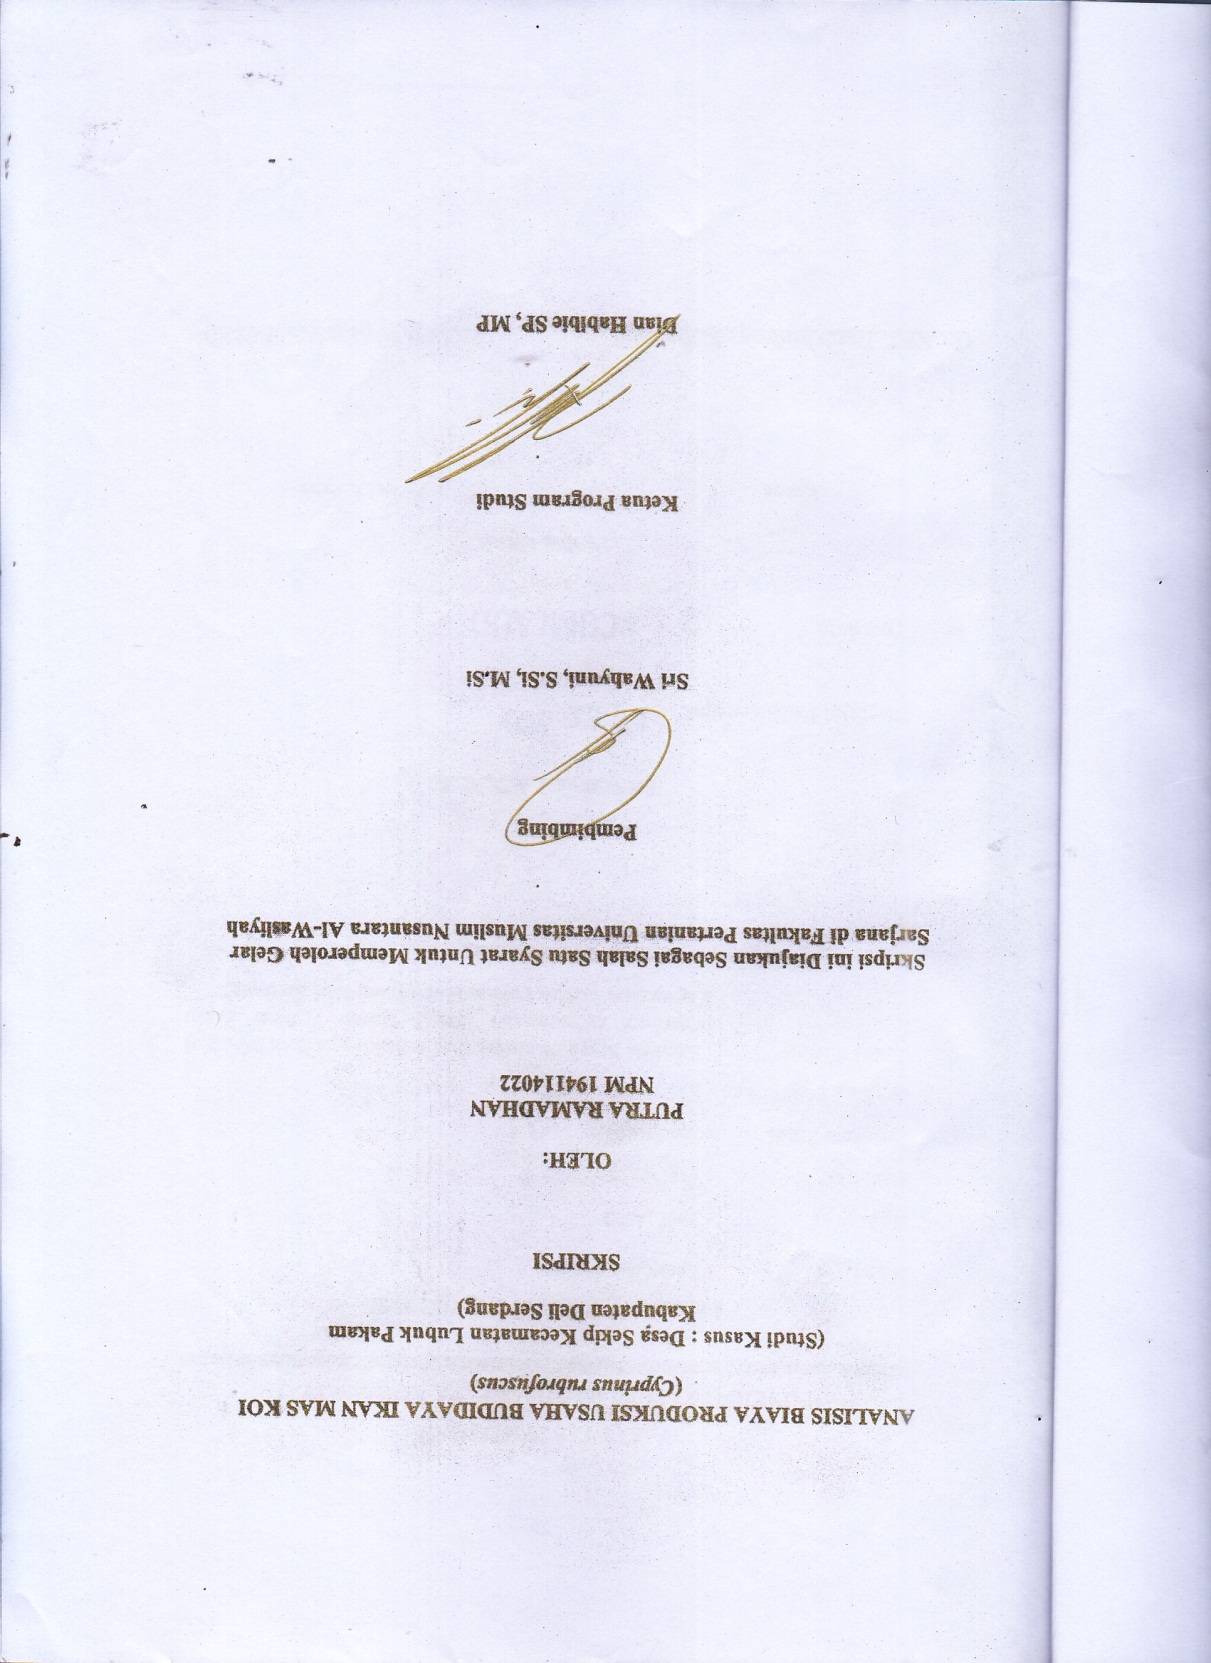 ANALISIS BIAYA PRODUKSI USAHA BUDIDAYA IKAN MAS KOI
(Cyprinus rubrofuscus)
(Studi Kasus : Desa Sekip Kecamatan Lubuk Pakam
Kabupaten Deli Serdang)
SKRIPSI
OLEH:
PUTRA RAMADHAN
NPM 194114022
Skripsi ini Diajukan Sebagai Salah Satu Syarat Untuk Memperoleh Gelar
Sarjana di Fakultas Pertanian Universitas Muslim Nusantara Al-Wasliyah
Pembimbing
Sri Wahyuni, S.Si, M.Si
Ketua Program Studi
Dian Habibie SP, MP